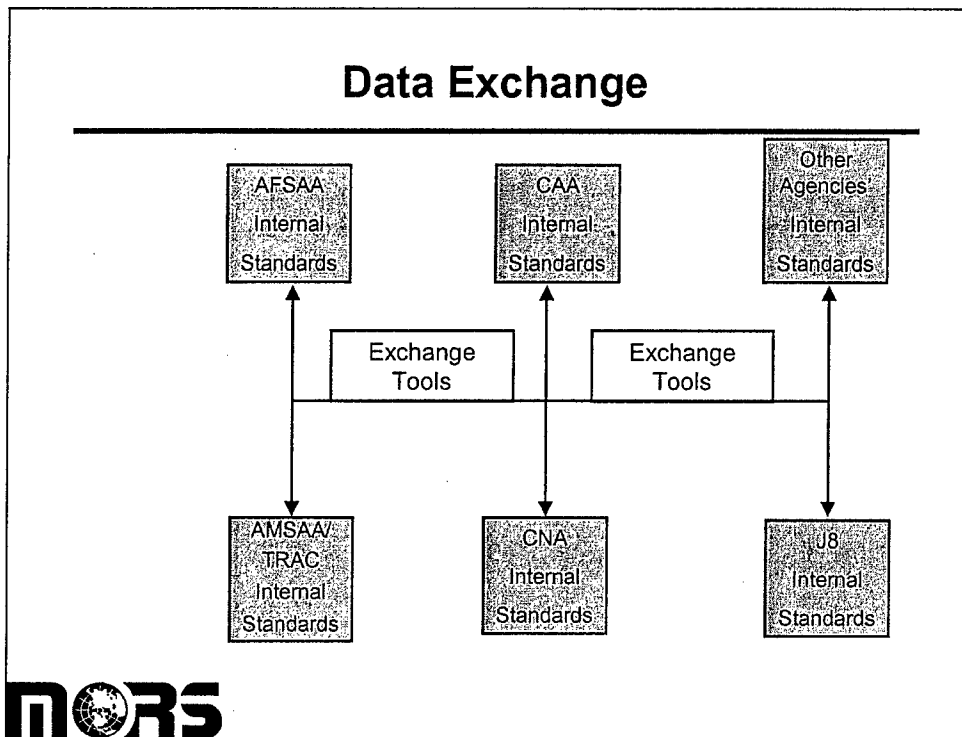 Data Exchange
AFSAA
Internal
Standards
CAA
Internal
Standards
Other
Agencies'
Internal
Standards
Exchange
Tools
Exchange
Tools
AMSAA/
TRAC
Internal
Standards
CNA
Internal
Standards
J8
Internal
Standards
MORS